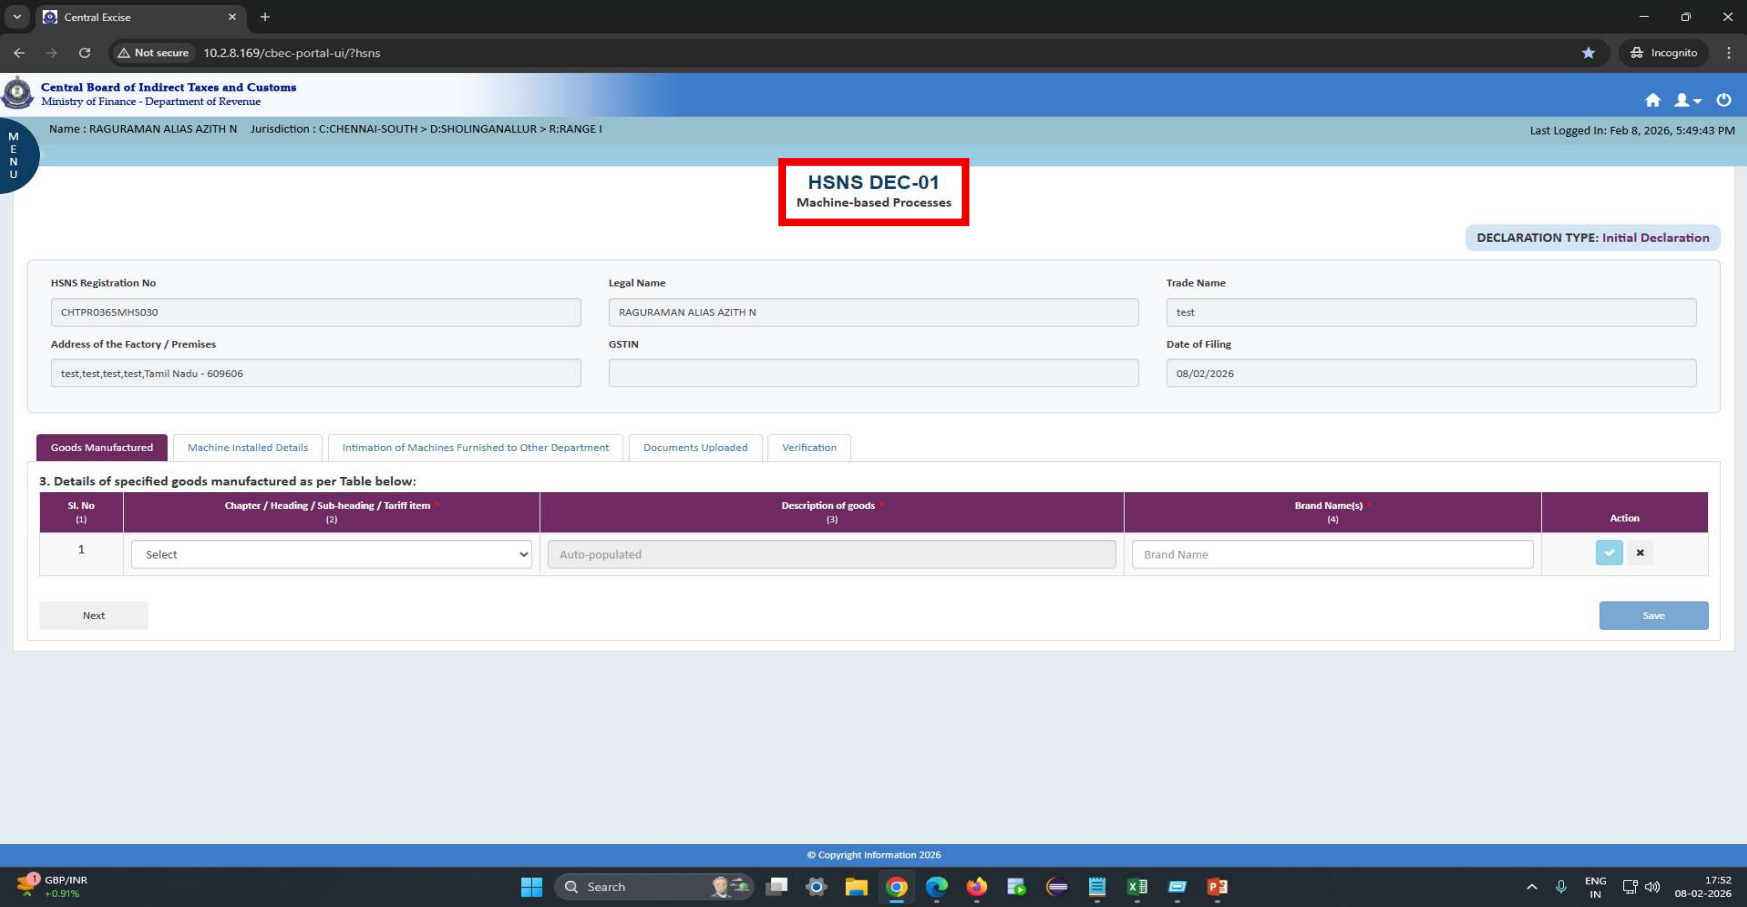 Central Excise
Not secure 10.2.8.169/cbec-portal-ui/?hsns
Incognito
Central Board of Indirect Taxes and Customs
Ministry of Finance - Department of Revenue
MENU
Name : RAGURAMAN ALIAS AZITH N Jurisdiction : C:CHENNAI-SOUTH > D:SHOLINGANALLUR > R:RANGE I
Last Logged In: Feb 8, 2026, 5:49:43 PM
HSNS DEC-01
Machine-based Processes
DECLARATION TYPE: Initial Declaration
HSNS Registration No Legal Name Trade Name
CHTPR0365MHS030 RAGURAMAN ALIAS AZITH N test
Address of the Factory / Premises GSTIN Date of Filing
test,test,test,test,Tamil Nadu - 609606 08/02/2026
Goods Manufactured Machine Installed Details Intimation of Machines Furnished to Other Department Documents Uploaded Verification
3. Details of specified goods manufactured as per Table below:
Sl. No Chapter / Heading / Sub-heading / Tariff item * Description of goods * Brand Name(s) * Action
(1) (2) (3) (4)
1 Select Auto-populated Brand Name
Next Save
© Copyright Information 2026
1 GBP/INR
+0.91%
Search
ENG
IN
17:52
08-02-2026